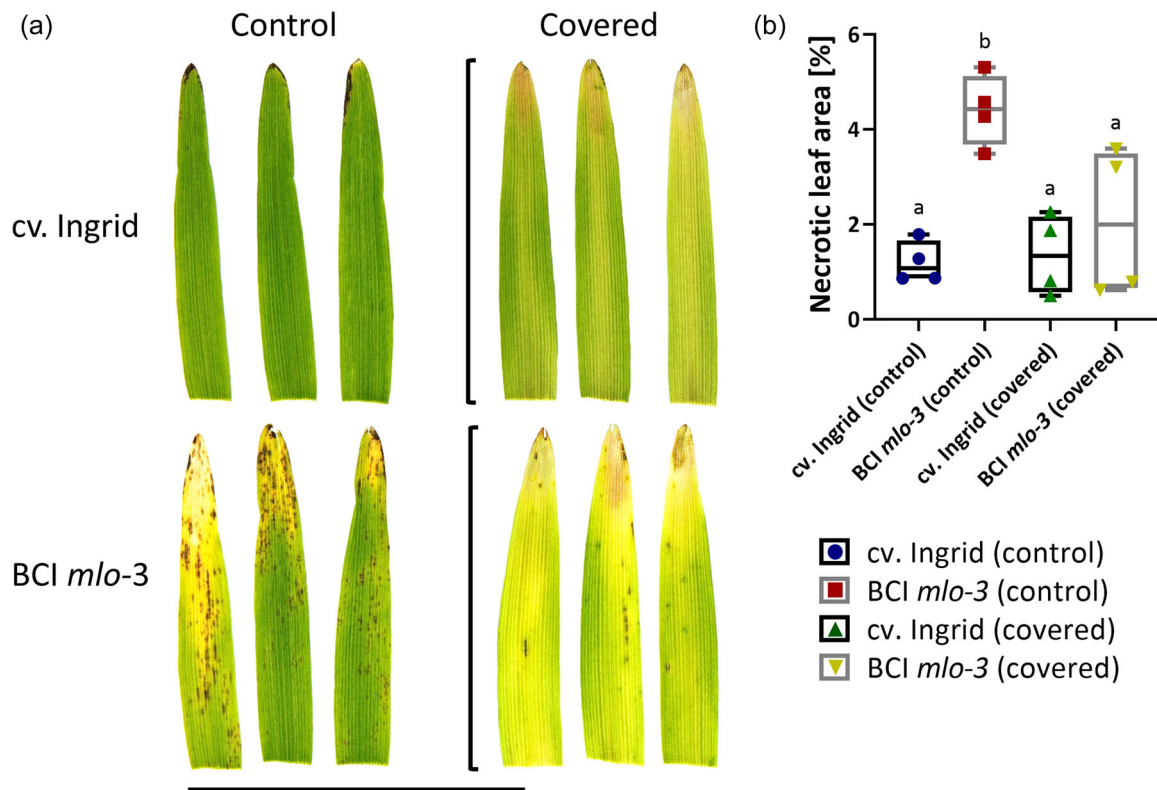 (a)
Control
Covered
cv. Ingrid
BCI mlo-3
(b)
Necrotic leaf area [%]
6
4
2
0
a
b
a
a
cv. Ingrid (control)
BCI mlo-3 (control)
cv. Ingrid (covered)
BCI mlo-3 (covered)
cv. Ingrid (control)
BCI mlo-3 (control)
cv. Ingrid (covered)
BCI mlo-3 (covered)